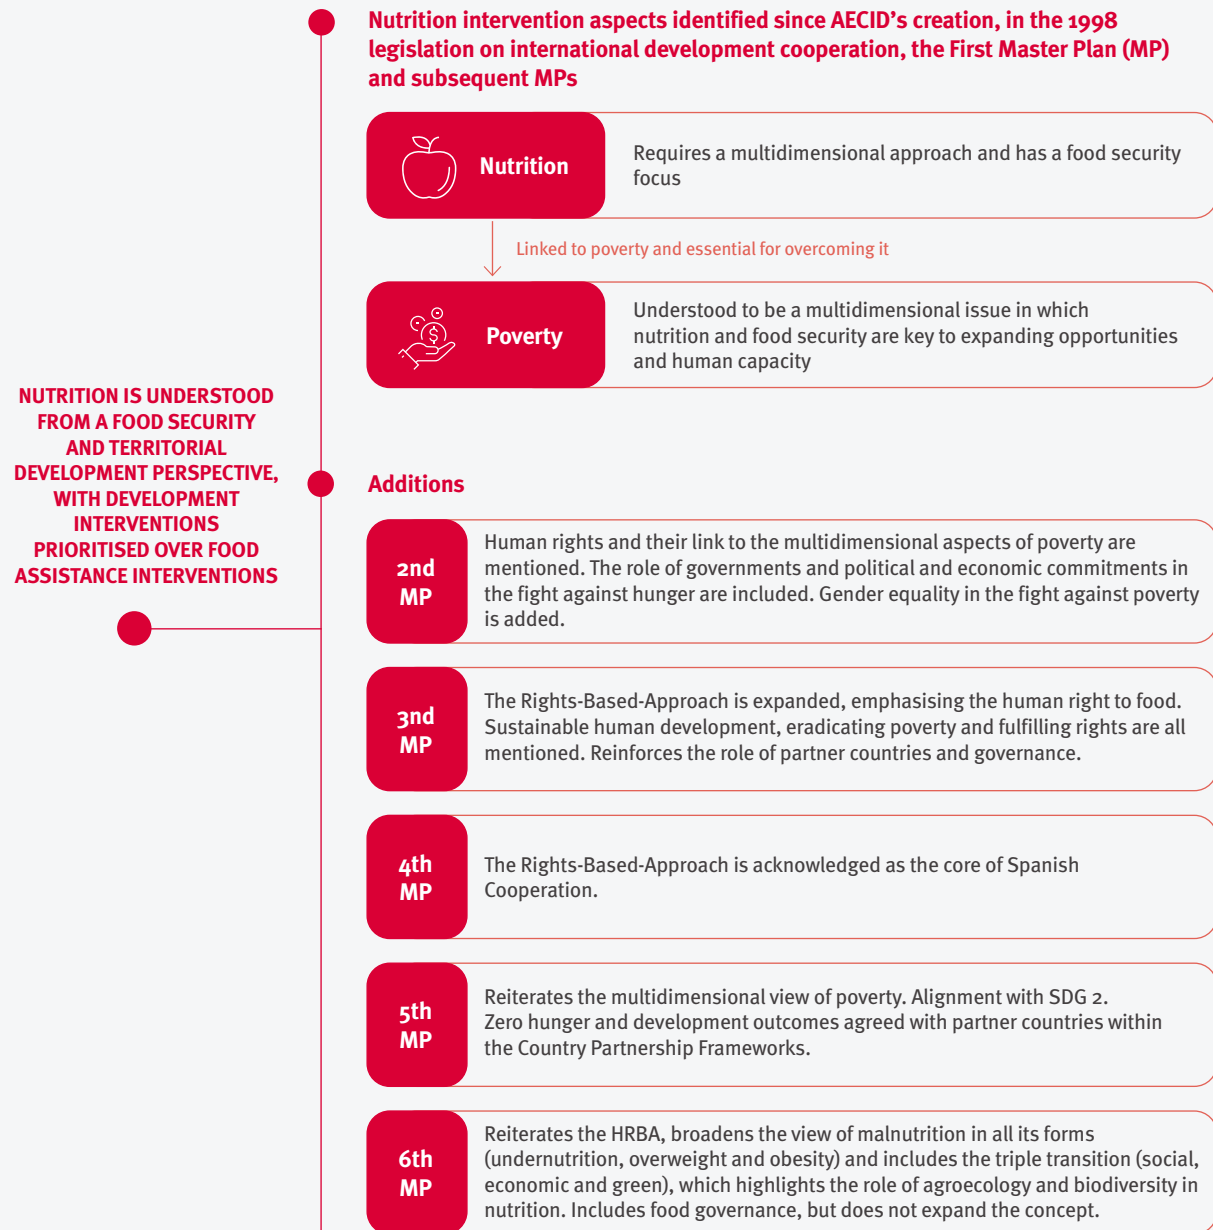 Nutrition intervention aspects identified since AECID’s creation, in the 1998
legislation on international development cooperation, the First Master Plan (MP)
and subsequent MPs
Nutrition
Requires a multidimensional approach and has a food security
focus
Linked to poverty and essential for overcoming it
Poverty
Understood to be a multidimensional issue in which
nutrition and food security are key to expanding opportunities
and human capacity
NUTRITION IS UNDERSTOOD
FROM A FOOD SECURITY
AND TERRITORIAL
DEVELOPMENT PERSPECTIVE,
WITH DEVELOPMENT
INTERVENTIONS
PRIORITISED OVER FOOD
ASSISTANCE INTERVENTIONS
Additions
2nd
MP
Human rights and their link to the multidimensional aspects of poverty are
mentioned. The role of governments and political and economic commitments in
the fight against hunger are included. Gender equality in the fight against poverty
is added.
3nd
MP
The Rights-Based-Approach is expanded, emphasising the human right to food.
Sustainable human development, eradicating poverty and fulfilling rights are all
mentioned. Reinforces the role of partner countries and governance.
4th
MP
The Rights-Based-Approach is acknowledged as the core of Spanish
Cooperation.
5th
MP
Reiterates the multidimensional view of poverty. Alignment with SDG 2.
Zero hunger and development outcomes agreed with partner countries within
the Country Partnership Frameworks.
6th
MP
Reiterates the HRBA, broadens the view of malnutrition in all its forms
(undernutrition, overweight and obesity) and includes the triple transition (social,
economic and green), which highlights the role of agroecology and biodiversity in
nutrition. Includes food governance, but does not expand the concept.